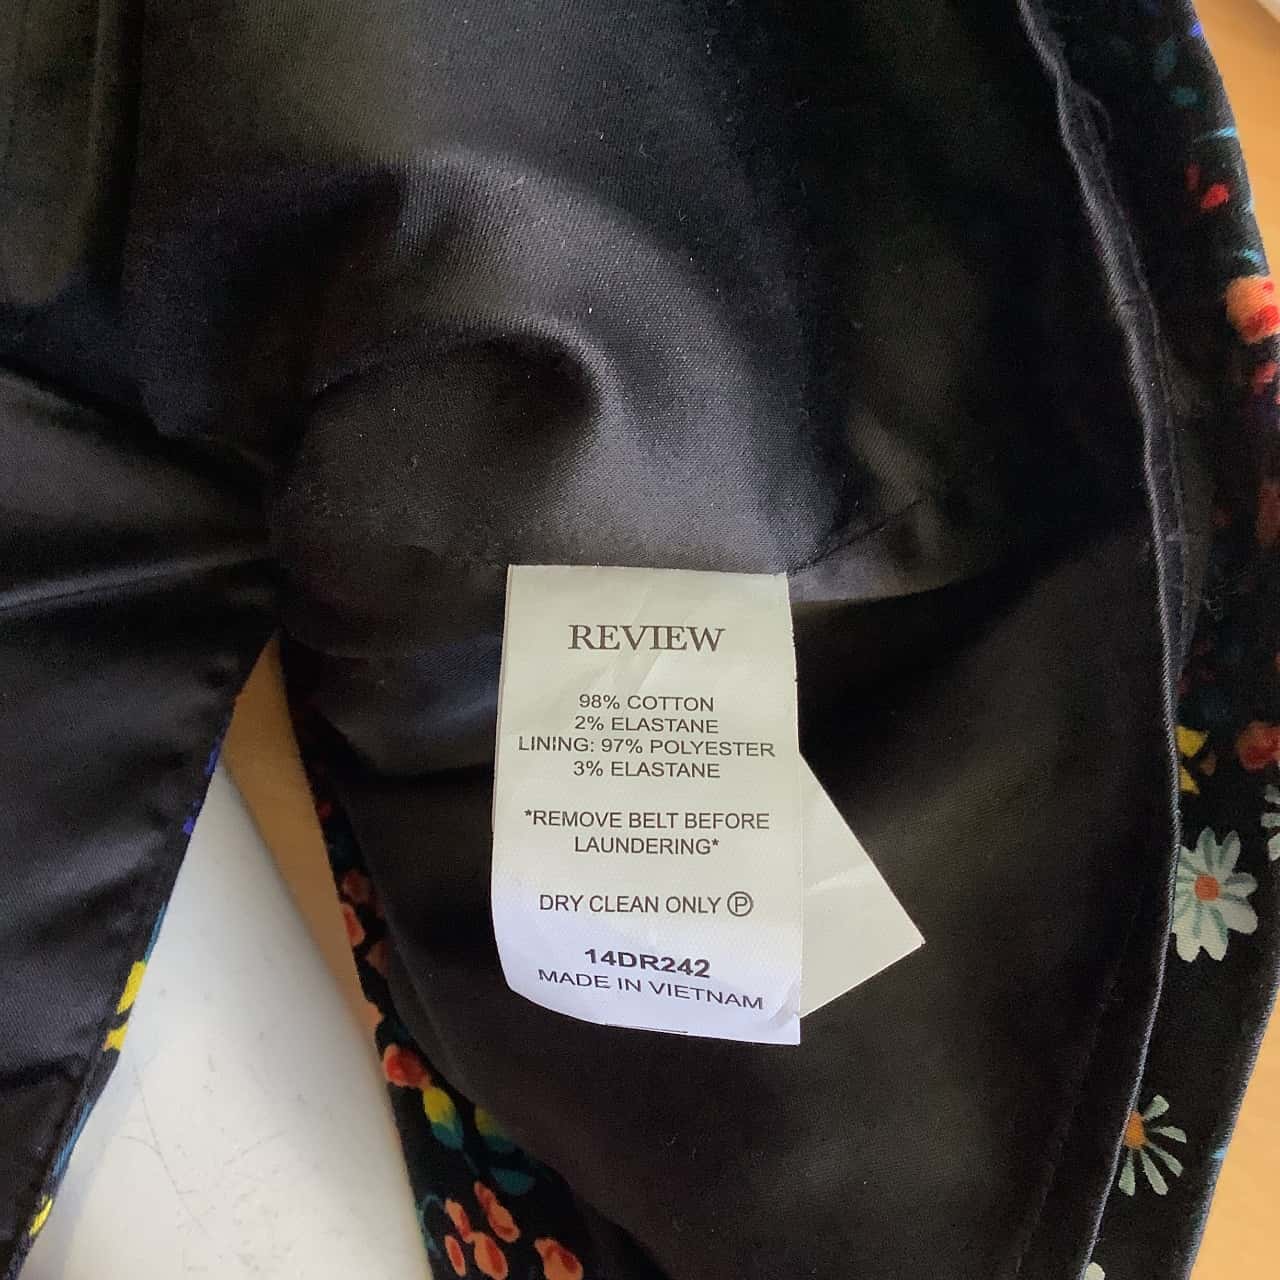 REVIEW
98% COTTON
2% ELASTANE
LINING: 97% POLYESTER
3% ELASTANE
*REMOVE BELT BEFORE
LAUNDERING*
DRY CLEAN ONLY Ⓟ
14DR242
MADE IN VIETNAM